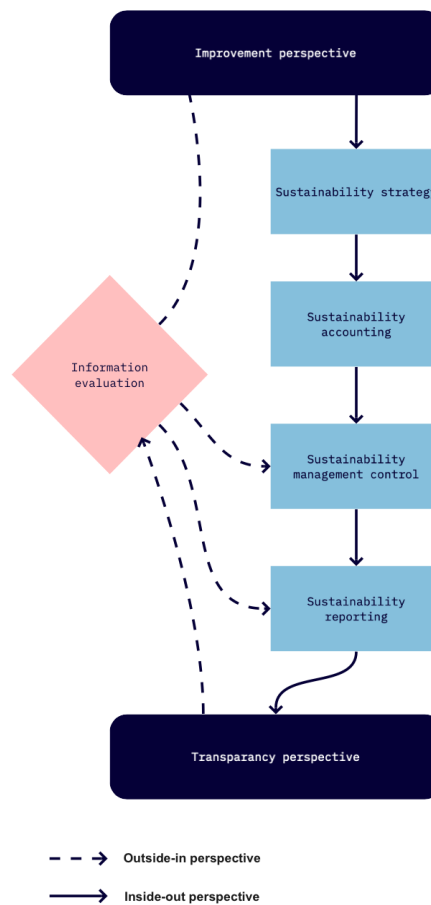 Improvement perspective
Sustainability strateg
Sustainability
accounting
Information
evaluation
Sustainability
management control
Sustainability
reporting
Transparancy perspective
Outside-in perspective
Inside-out perspective